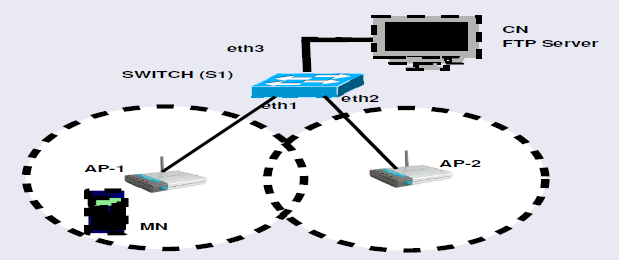 CN
FTP Server
eth3
SWITCH (S1)
eth1
eth2
AP-1
AP-2
MN